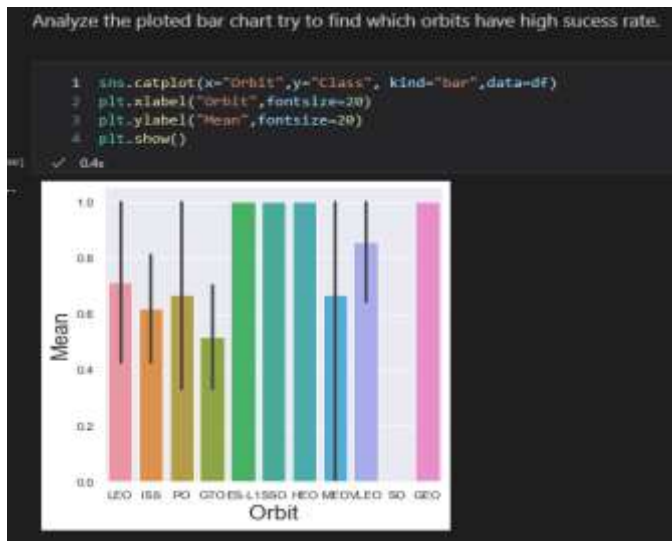 Analyze the ploted bar chart try to find which orbits have high sucess rate.
1 sns.catplot(x="Orbit",y="Class", kind="bar",data=df)
2 plt.xlabel("Orbit",fontsize=20)
3 plt.ylabel("Mean",fontsize=20)
4 plt.show()
✓ 0.4s
1.0
0.8
0.6
0.4
0.2
0.0
Mean
LEO ISS PO GTO ES-L1 SSO HEO MEO VLEO SO GEO
Orbit